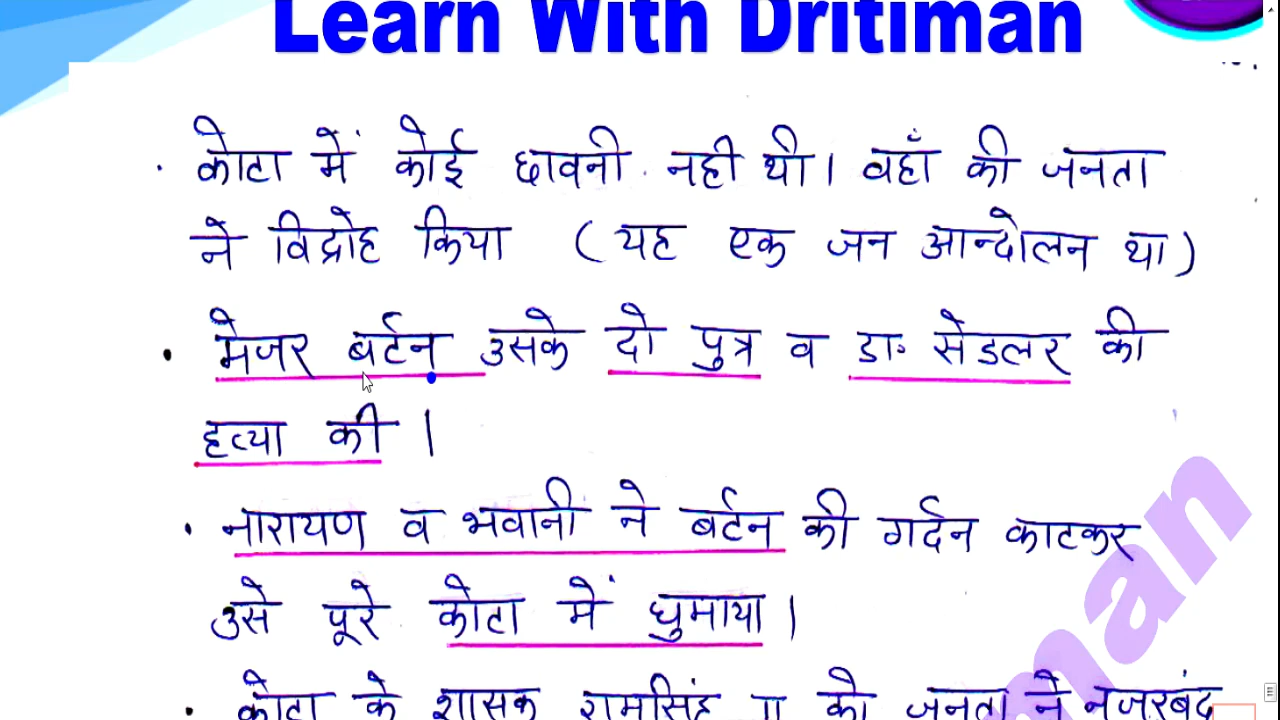 Learn With Dritiman
• कोटा में कोई छावनी नही थी। वहाँ की जनता
ने विद्रोह किया (यह एक जन आन्दोलन था)
• मेजर बर्टन उसके दो पुत्र व डा॰ सेडलर की
हत्या की।
• नारायण व भवानी ने बर्टन की गर्दन काटकर
उसे पूरे कोटा में घुमाया।
• कोटा के शासक रामसिंह II को जनता ने नजरबंद
man